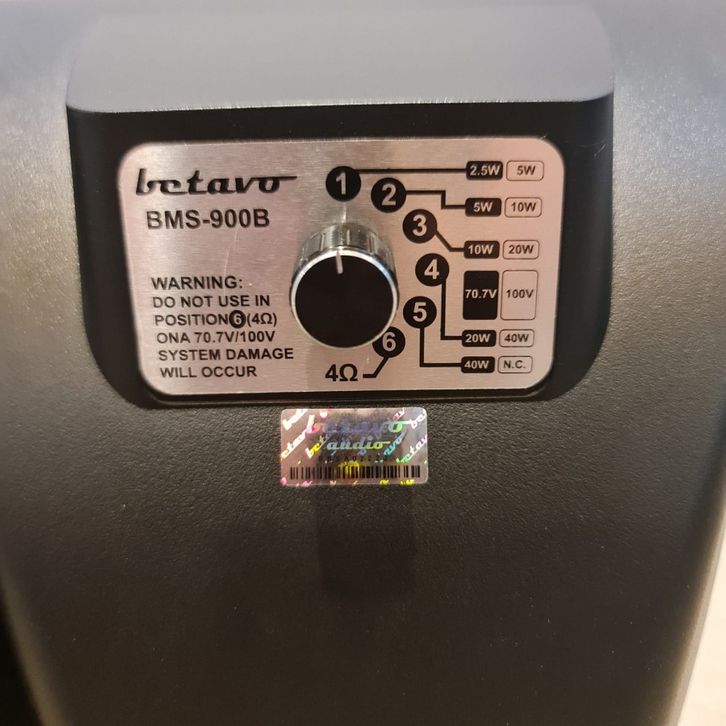 betavo
BMS-900B
WARNING:
DO NOT USE IN
POSITION❻(4Ω)
ONA 70.7V/100V
SYSTEM DAMAGE
WILL OCCUR
1 2.5W 5W
2 5W 10W
3 10W 20W
70.7V 100V
4 20W 40W
5 40W N.C.
6 4Ω
betavo
audio